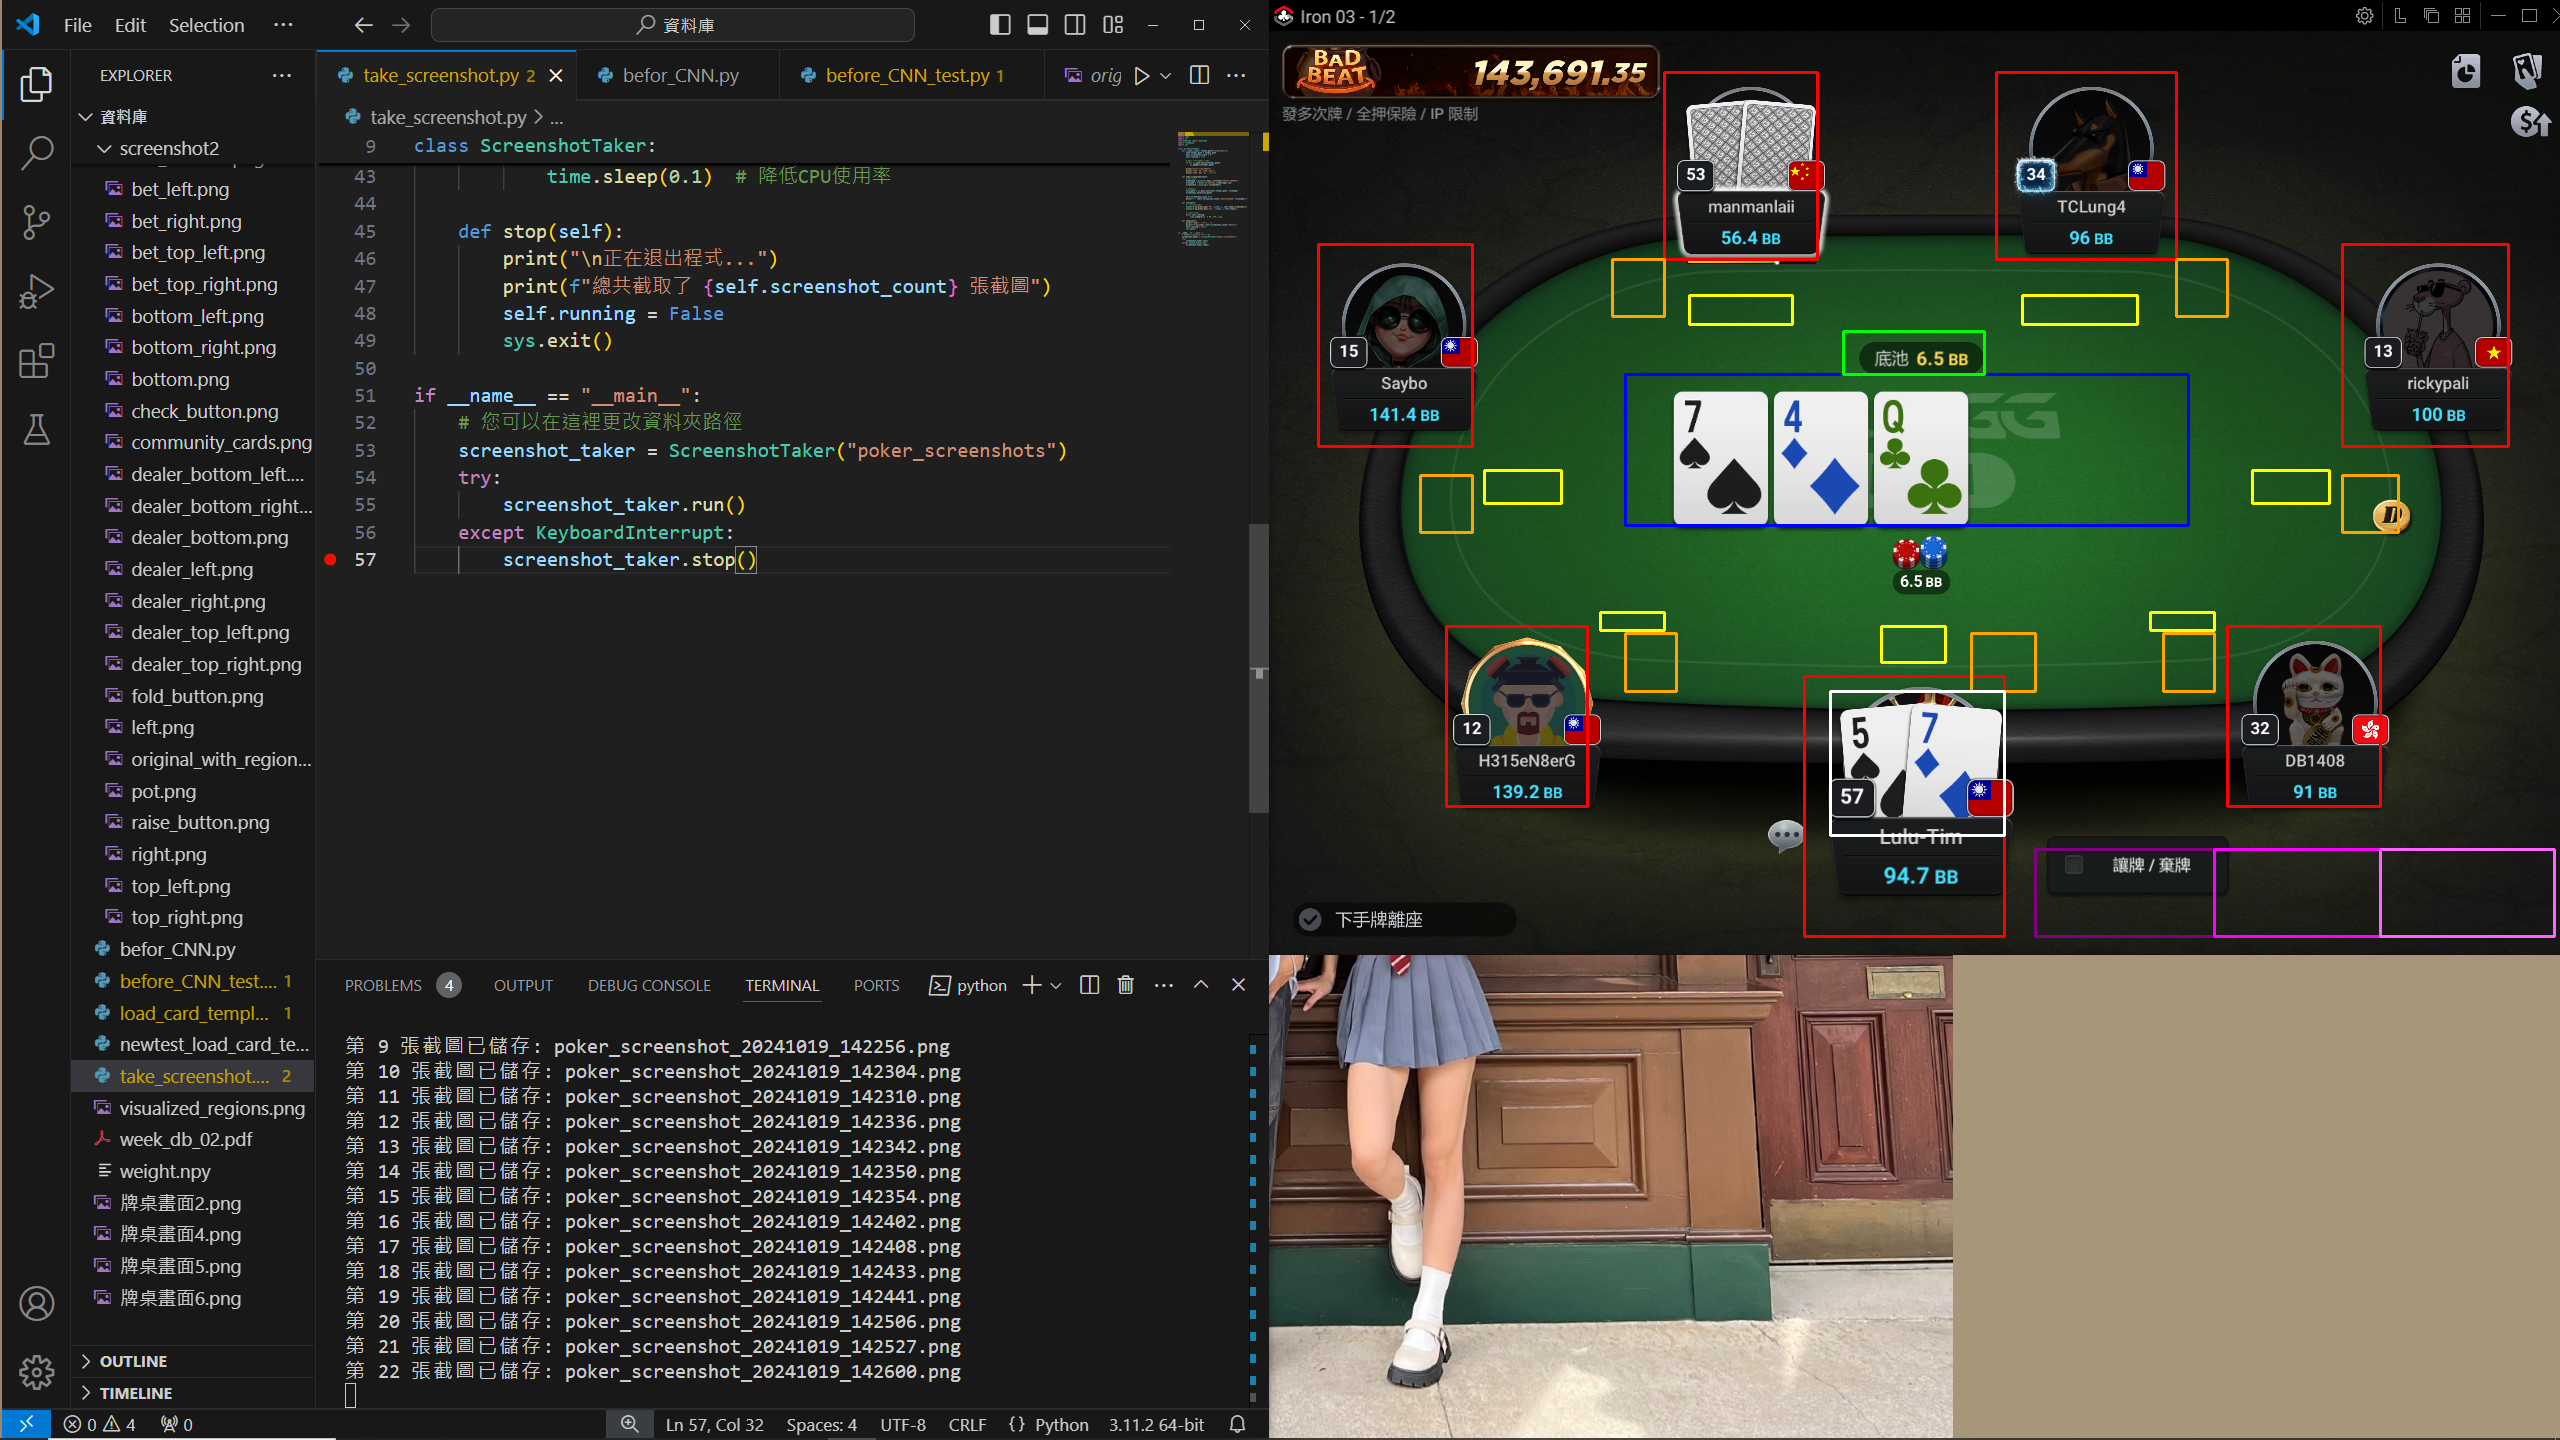 File
Edit
Selection
···
資料庫
EXPLORER
資料庫
screenshot2
bet_left.png
bet_right.png
bet_top_left.png
bet_top_right.png
bottom_left.png
bottom_right.png
bottom.png
check_button.png
community_cards.png
dealer_bottom_left....
dealer_bottom_right...
dealer_bottom.png
dealer_left.png
dealer_right.png
dealer_top_left.png
dealer_top_right.png
fold_button.png
left.png
original_with_region...
pot.png
raise_button.png
right.png
top_left.png
top_right.png
befor_CNN.py
before_CNN_test.... 1
load_card_templ... 1
newtest_load_card_te...
take_screenshot.... 2
visualized_regions.png
week_db_02.pdf
weight.npy
牌桌畫面2.png
牌桌畫面4.png
牌桌畫面5.png
牌桌畫面6.png
OUTLINE
TIMELINE
take_screenshot.py 2
befor_CNN.py
before_CNN_test.py 1
orig
take_screenshot.py > ...
9 class ScreenshotTaker:
43 time.sleep(0.1) # 降低CPU使用率
44
45 def stop(self):
46 print("\n正在退出程式...")
47 print(f"總共截取了 {self.screenshot_count} 張截圖")
48 self.running = False
49 sys.exit()
50
51 if __name__ == "__main__":
52 # 您可以在這裡更改資料夾路徑
53 screenshot_taker = ScreenshotTaker("poker_screenshots")
54 try:
55 screenshot_taker.run()
56 except KeyboardInterrupt:
57 screenshot_taker.stop()
PROBLEMS 4
OUTPUT
DEBUG CONSOLE
TERMINAL
PORTS
python
第 9 張截圖已儲存: poker_screenshot_20241019_142256.png
第 10 張截圖已儲存: poker_screenshot_20241019_142304.png
第 11 張截圖已儲存: poker_screenshot_20241019_142310.png
第 12 張截圖已儲存: poker_screenshot_20241019_142336.png
第 13 張截圖已儲存: poker_screenshot_20241019_142342.png
第 14 張截圖已儲存: poker_screenshot_20241019_142350.png
第 15 張截圖已儲存: poker_screenshot_20241019_142354.png
第 16 張截圖已儲存: poker_screenshot_20241019_142402.png
第 17 張截圖已儲存: poker_screenshot_20241019_142408.png
第 18 張截圖已儲存: poker_screenshot_20241019_142433.png
第 19 張截圖已儲存: poker_screenshot_20241019_142441.png
第 20 張截圖已儲存: poker_screenshot_20241019_142506.png
第 21 張截圖已儲存: poker_screenshot_20241019_142527.png
第 22 張截圖已儲存: poker_screenshot_20241019_142600.png
0 4 0
Ln 57, Col 32
Spaces: 4
UTF-8
CRLF
{} Python
3.11.2 64-bit
Iron 03 - 1/2
BAD BEAT
143,691.35
發多次牌 / 全押保險 / IP 限制
53
manmanlaii
56.4 BB
34
TCLung4
96 BB
15
Saybo
141.4 BB
13
rickypali
100 BB
底池 6.5 BB
7
4
Q
D
6.5 BB
12
H315eN8erG
139.2 BB
5
7
57
Lulu-Tim
94.7 BB
32
DB1408
91 BB
讓牌 / 棄牌
下手牌離座